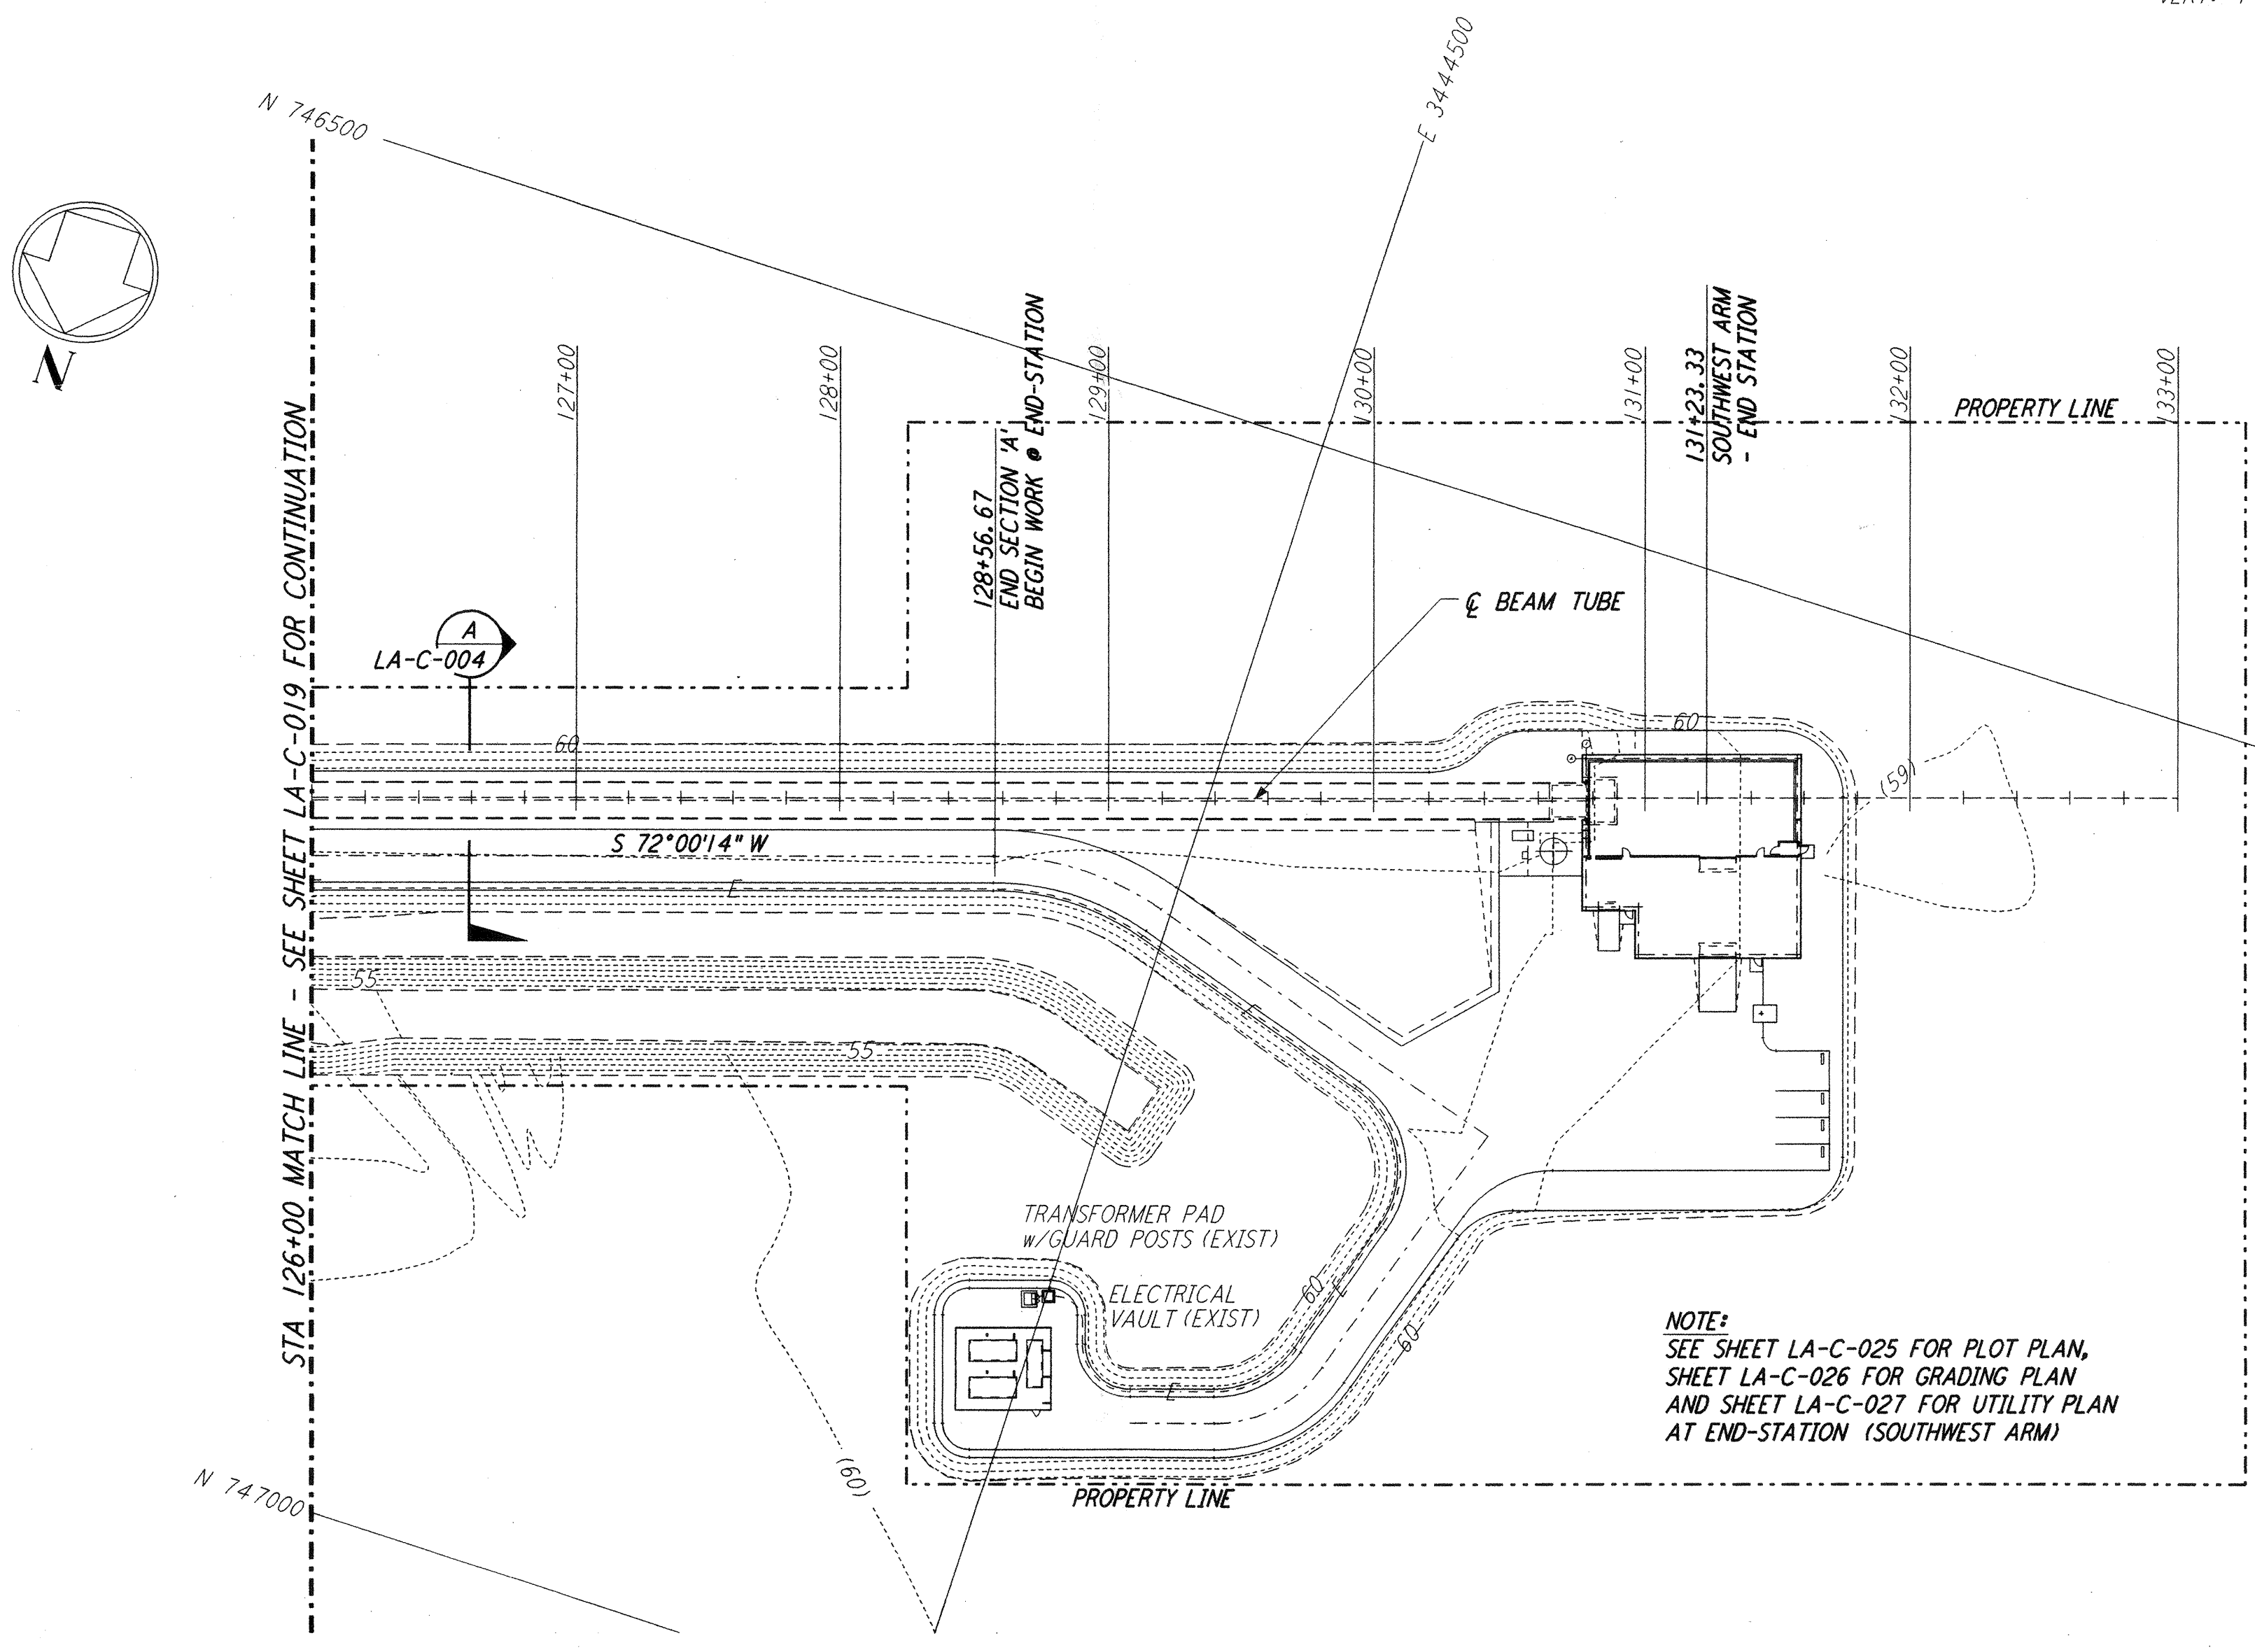 N 746500
E 3444500
N
127+00
128+00
128+56.67
END SECTION 'A'
BEGIN WORK @ END-STATION
129+00
130+00
131+00
131+23.33
SOUTHWEST ARM
- END STATION
132+00
133+00
PROPERTY LINE
STA 126+00 MATCH LINE - SEE SHEET LA-C-019 FOR CONTINUATION
A
LA-C-004
℄ BEAM TUBE
60
60
(59)
S 72°00'14" W
55
55
TRANSFORMER PAD
w/GUARD POSTS (EXIST)
ELECTRICAL
VAULT (EXIST)
60
60
(60)
NOTE:
SEE SHEET LA-C-025 FOR PLOT PLAN,
SHEET LA-C-026 FOR GRADING PLAN
AND SHEET LA-C-027 FOR UTILITY PLAN
AT END-STATION (SOUTHWEST ARM)
N 747000
PROPERTY LINE